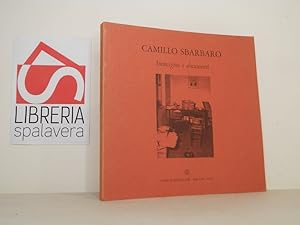 LIBRERIA
spalavera
CAMILLO SBARBARO
Immagini e documenti